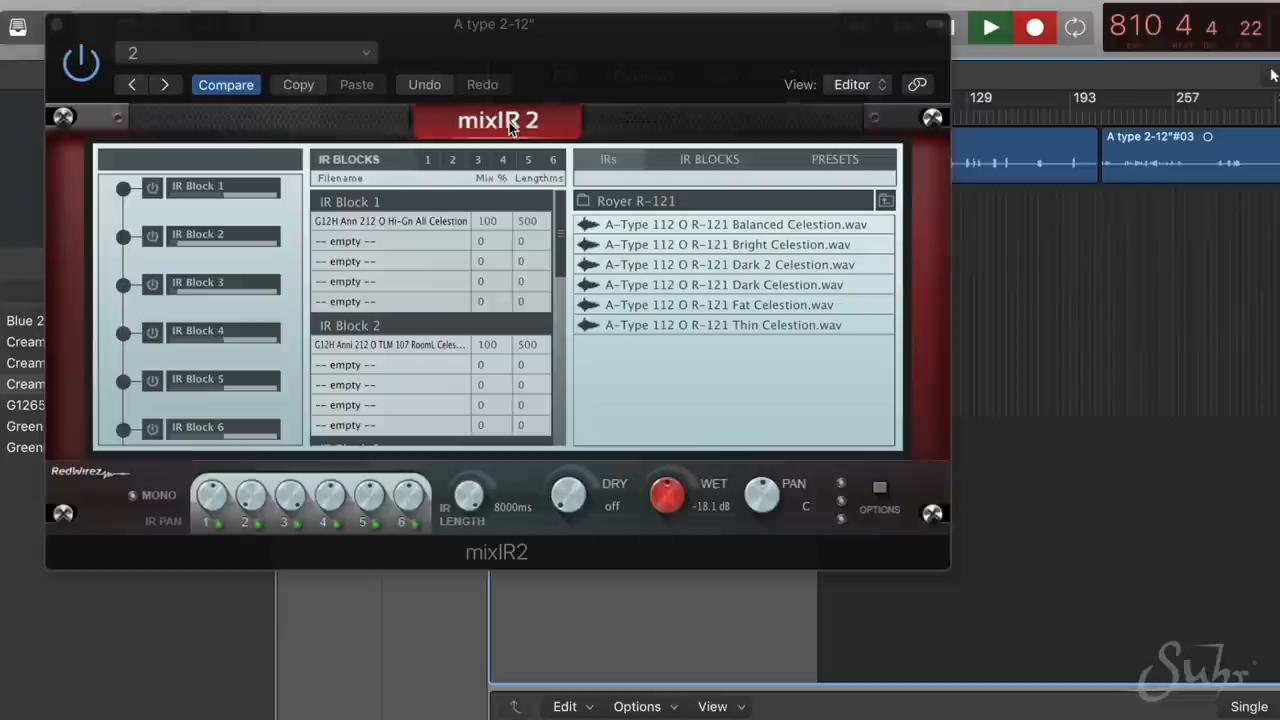 A type 2-12"
810 4 4 22
2
Compare
Copy
Paste
Undo
Redo
View:
Editor
129
193
257
mixIR 2
A type 2-12"#03
IR BLOCKS 1 2 3 4 5 6
Filename Mix % Lengthms
IRs
IR BLOCKS
PRESETS
IR Block 1
IR Block 2
IR Block 3
IR Block 4
IR Block 5
IR Block 6
IR Block 1
G12H Ann 212 O Hi-Gn All Celestion 100 500
-- empty -- 0 0
-- empty -- 0 0
-- empty -- 0 0
-- empty -- 0 0
IR Block 2
G12H Anni 212 O TLM 107 RoomL Celes... 100 500
-- empty -- 0 0
-- empty -- 0 0
-- empty -- 0 0
-- empty -- 0 0
Royer R-121
A-Type 112 O R-121 Balanced Celestion.wav
A-Type 112 O R-121 Bright Celestion.wav
A-Type 112 O R-121 Dark 2 Celestion.wav
A-Type 112 O R-121 Dark Celestion.wav
A-Type 112 O R-121 Fat Celestion.wav
A-Type 112 O R-121 Thin Celestion.wav
Blue 2
Cream
Cream
Cream
G1265
Green
Green
RedWirez
MONO
IR PAN
1 2 3 4 5 6
IR LENGTH
8000ms
DRY
off
WET
-18.1 dB
PAN
C
OPTIONS
mixIR2
Suhr
Edit
Options
View
Single